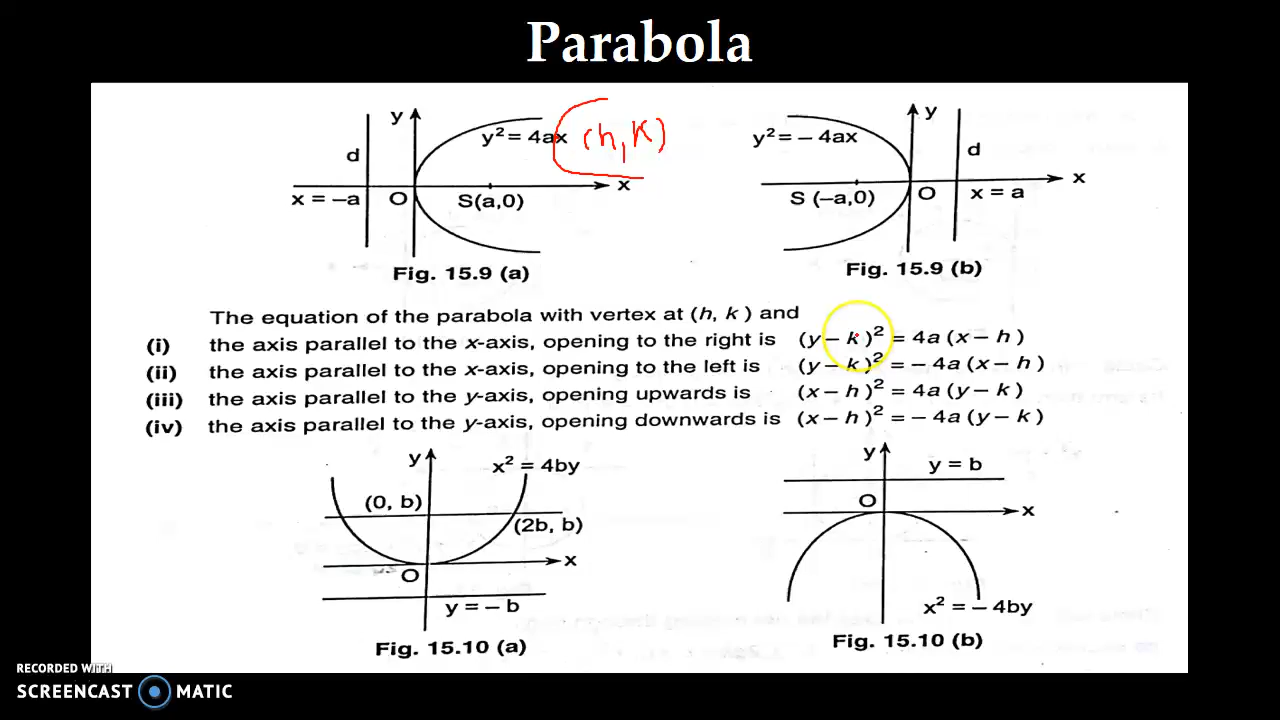 Parabola
y
y² = 4ax
(h, k)
d
x = –a
O
S(a,0)
x
Fig. 15.9 (a)
y² = – 4ax
y
d
S (–a,0)
O
x = a
x
Fig. 15.9 (b)
The equation of the parabola with vertex at (h, k ) and
(i) the axis parallel to the x-axis, opening to the right is (y – k )² = 4a (x – h )
(ii) the axis parallel to the x-axis, opening to the left is (y – k )² = – 4a (x – h )
(iii) the axis parallel to the y-axis, opening upwards is (x – h )² = 4a (y – k )
(iv) the axis parallel to the y-axis, opening downwards is (x – h )² = – 4a (y – k )
y
x² = 4by
(0, b)
(2b, b)
x
O
y = – b
Fig. 15.10 (a)
y
y = b
O
x
x² = – 4by
Fig. 15.10 (b)
RECORDED WITH
SCREENCAST MATIC